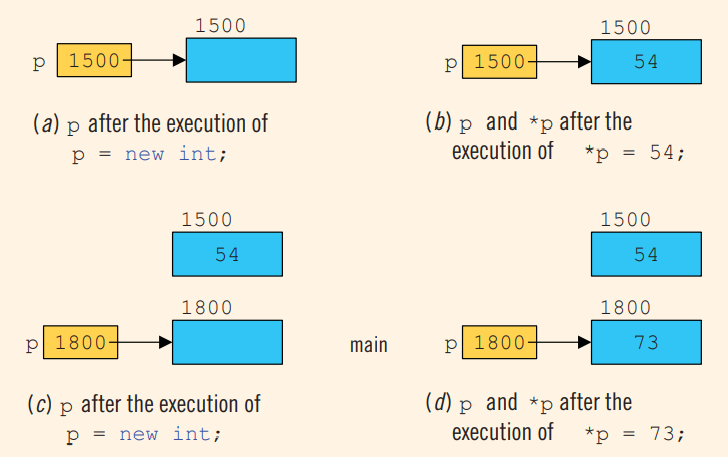 1500
p 1500
(a) p after the execution of
p = new int;
1500
p 1500 54
(b) p and *p after the
execution of *p = 54;
1500
54
1800
p 1800
(c) p after the execution of
p = new int;
main
1500
54
1800
p 1800 73
(d) p and *p after the
execution of *p = 73;